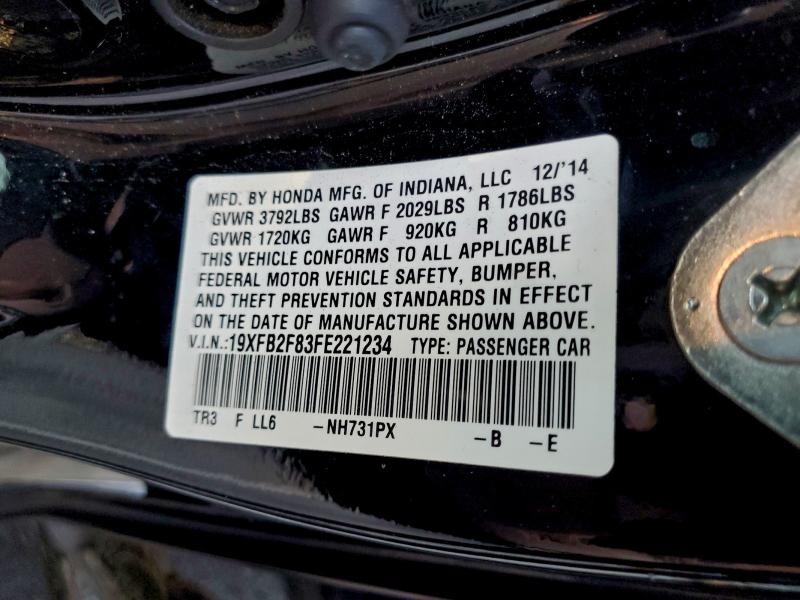 MFD. BY HONDA MFG. OF INDIANA, LLC 12/'14
GVWR 3792LBS GAWR F 2029LBS R 1786LBS
GVWR 1720KG GAWR F 920KG R 810KG
THIS VEHICLE CONFORMS TO ALL APPLICABLE
FEDERAL MOTOR VEHICLE SAFETY, BUMPER,
AND THEFT PREVENTION STANDARDS IN EFFECT
ON THE DATE OF MANUFACTURE SHOWN ABOVE.
V.I.N.:19XFB2F83FE221234 TYPE: PASSENGER CAR
TR3 F LL6 -NH731PX -B -E